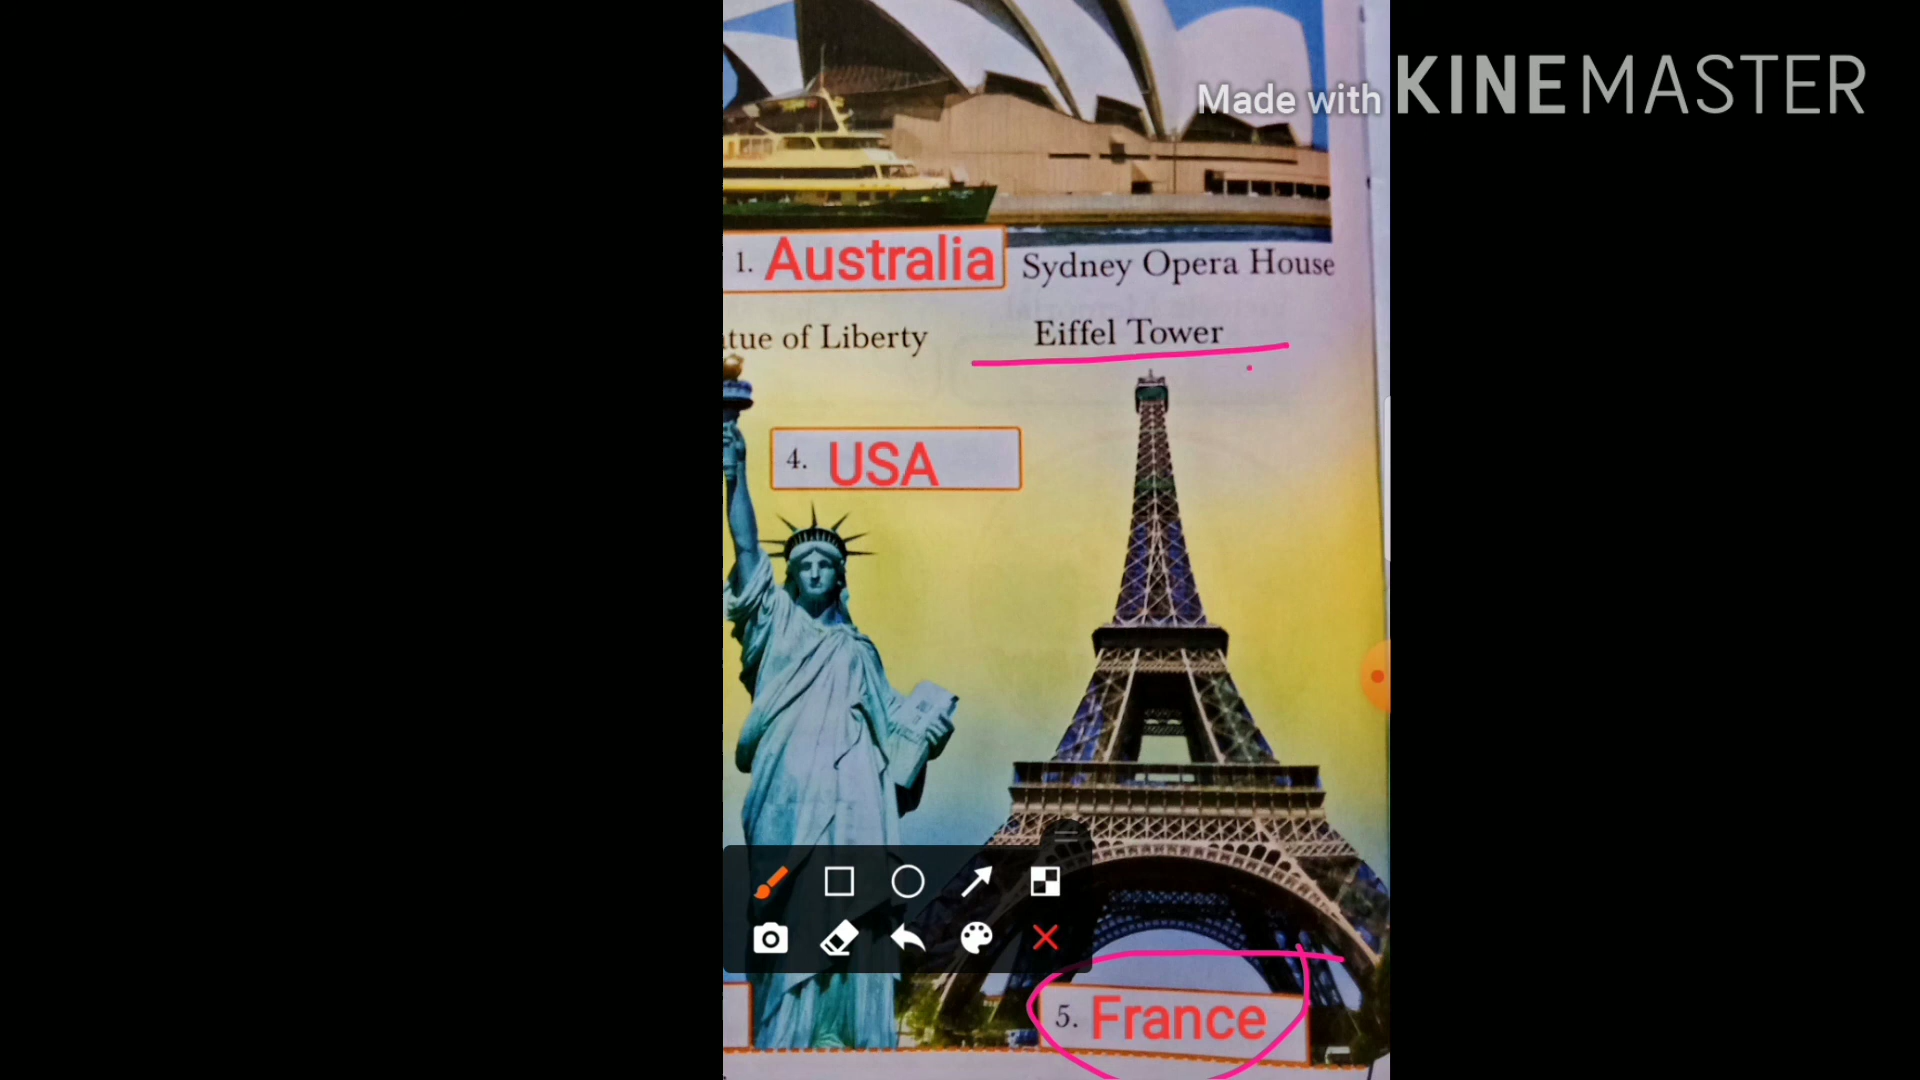 Made with KINEMASTER
1. Australia Sydney Opera House
tue of Liberty Eiffel Tower
4. USA
5. France